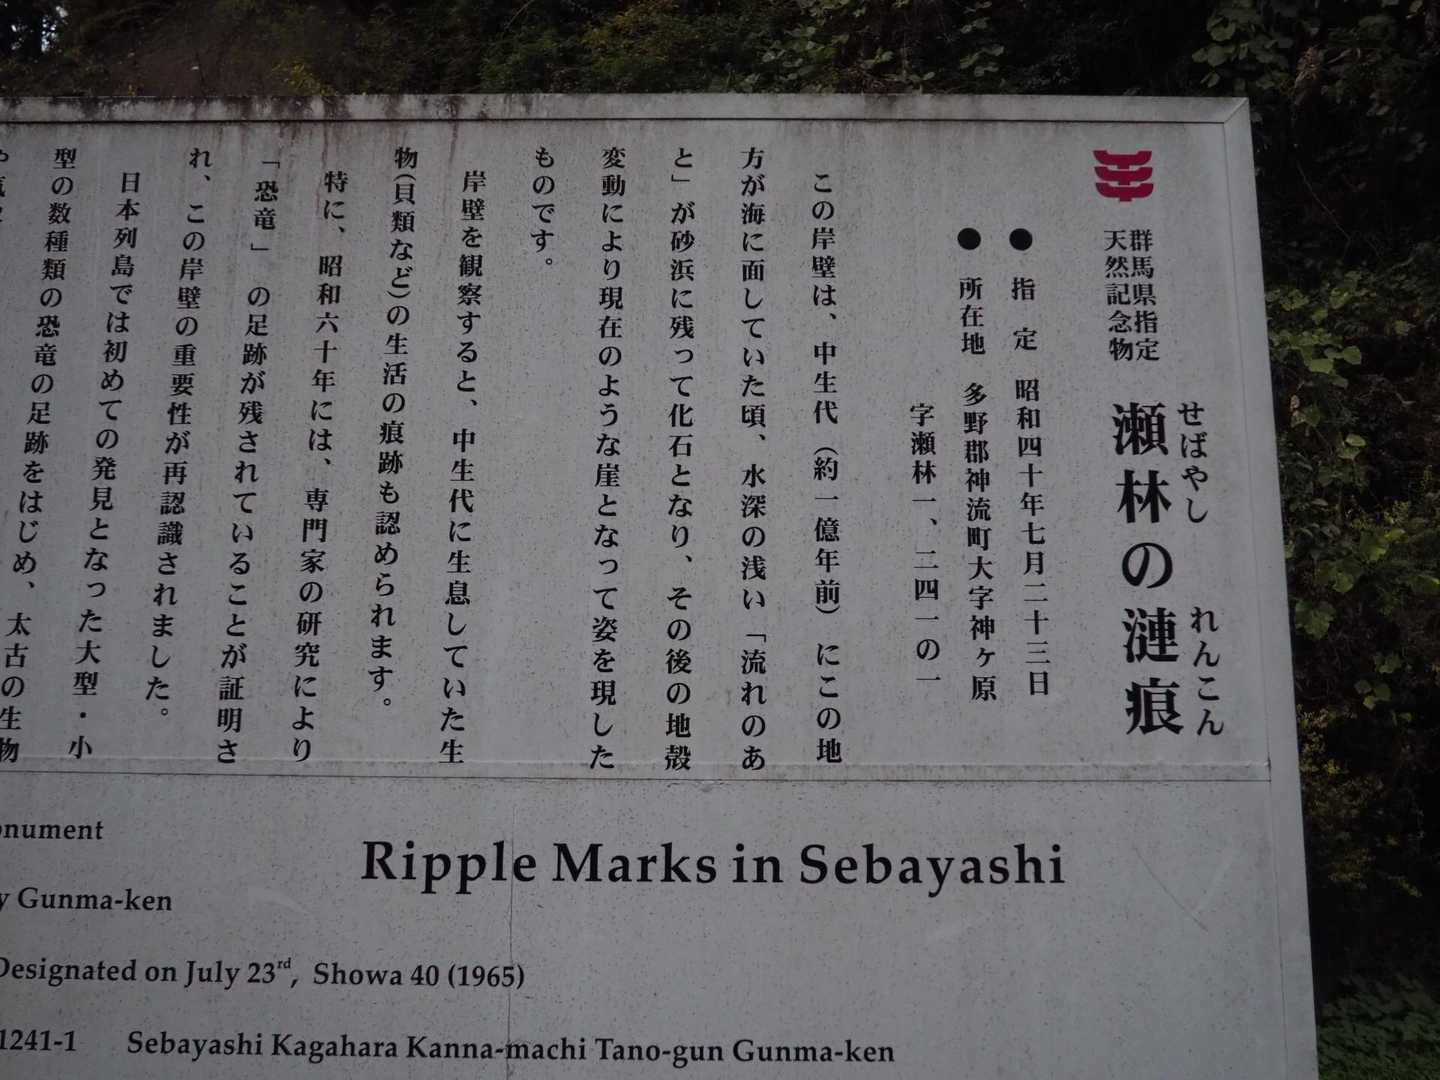 群馬県指定
天然記念物
せばやし れんこん
瀬林の漣痕
● 指 定 昭和四十年七月二十三日
● 所在地 多野郡神流町大字神ヶ原
字瀬林一、二四一の一
この岸壁は、中生代（約一億年前）にこの地
方が海に面していた頃、水深の浅い「流れのあ
と」が砂浜に残って化石となり、その後の地殻
変動により現在のような崖となって姿を現した
ものです。
岸壁を観察すると、中生代に生息していた生
物（貝類など）の生活の痕跡も認められます。
特に、昭和六十年には、専門家の研究により
「恐竜」の足跡が残されていることが証明さ
れ、この岸壁の重要性が再認識されました。
日本列島では初めての発見となった大型・小
型の数種類の恐竜の足跡をはじめ、太古の生物
Ripple Marks in Sebayashi
Gunma-ken
Designated on July 23rd, Showa 40 (1965)
1241-1 Sebayashi Kagahara Kanna-machi Tano-gun Gunma-ken